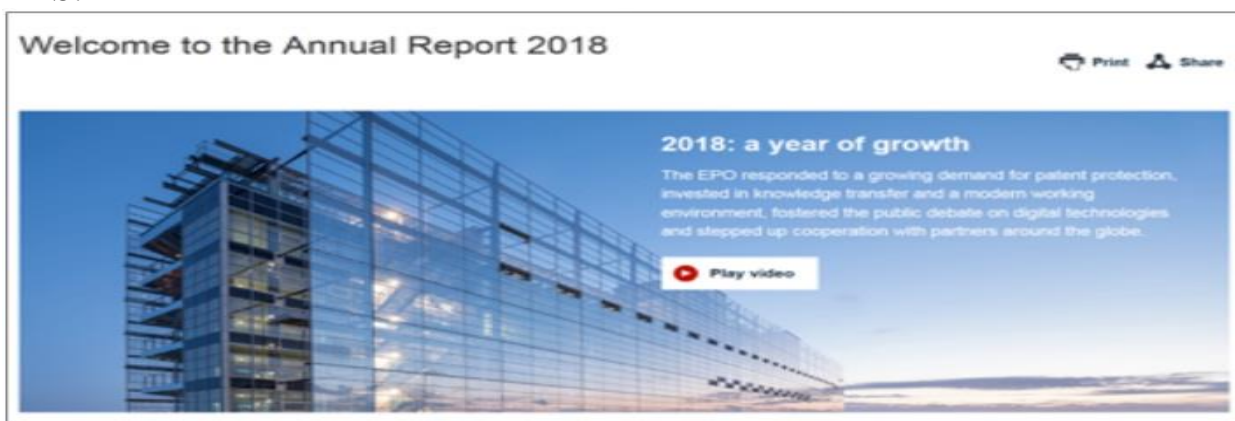 Welcome to the Annual Report 2018
Print Share
2018: a year of growth
The EPO responded to a growing demand for patent protection,
invested in knowledge transfer and a modern working
environment, fostered the public debate on digital technologies
and stepped up cooperation with partners around the globe.
Play video